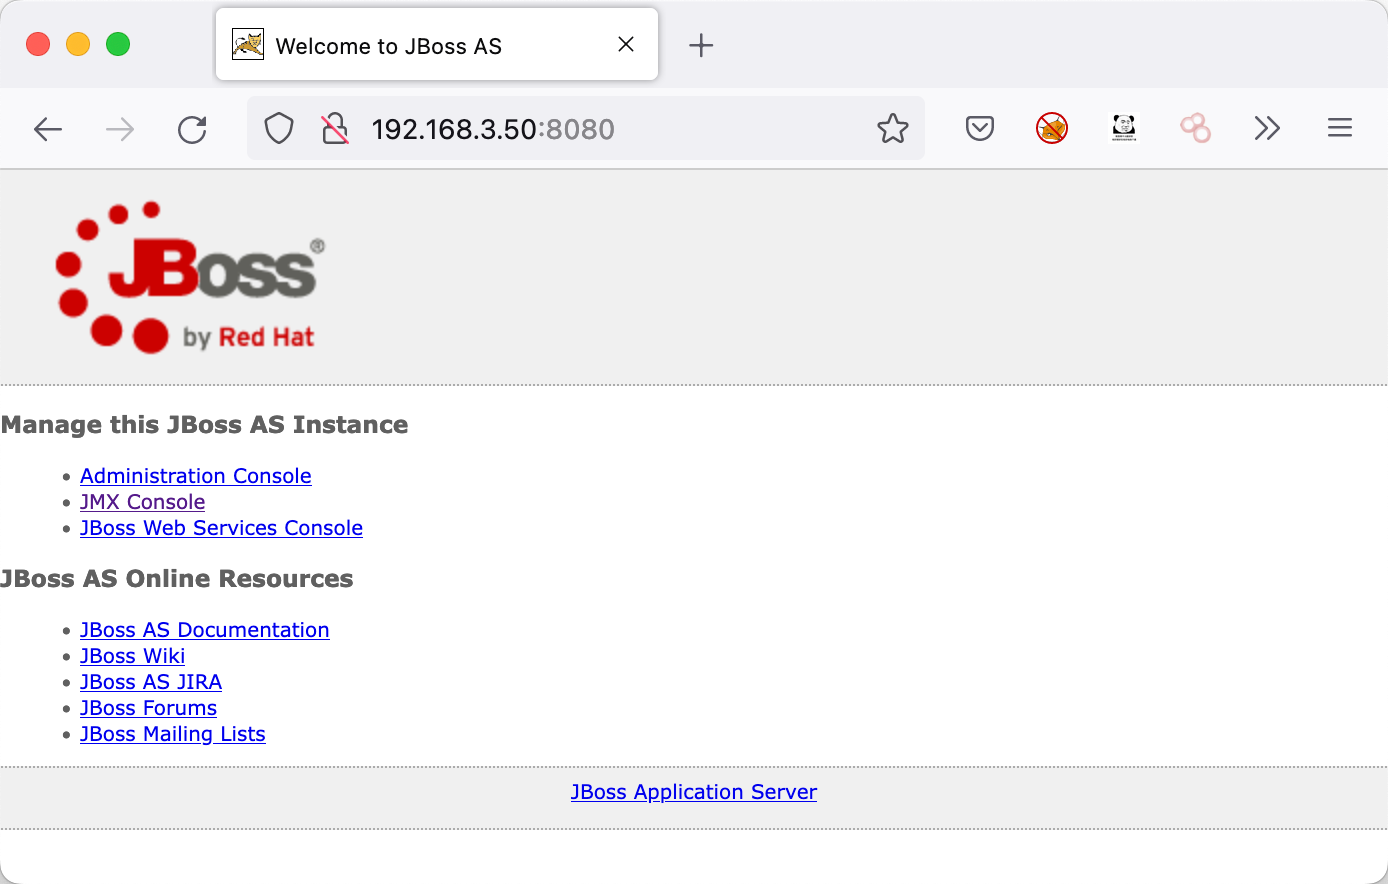 Welcome to JBoss AS
192.168.3.50:8080
JBoss®
by Red Hat
Manage this JBoss AS Instance
Administration Console
JMX Console
JBoss Web Services Console
JBoss AS Online Resources
JBoss AS Documentation
JBoss Wiki
JBoss AS JIRA
JBoss Forums
JBoss Mailing Lists
JBoss Application Server